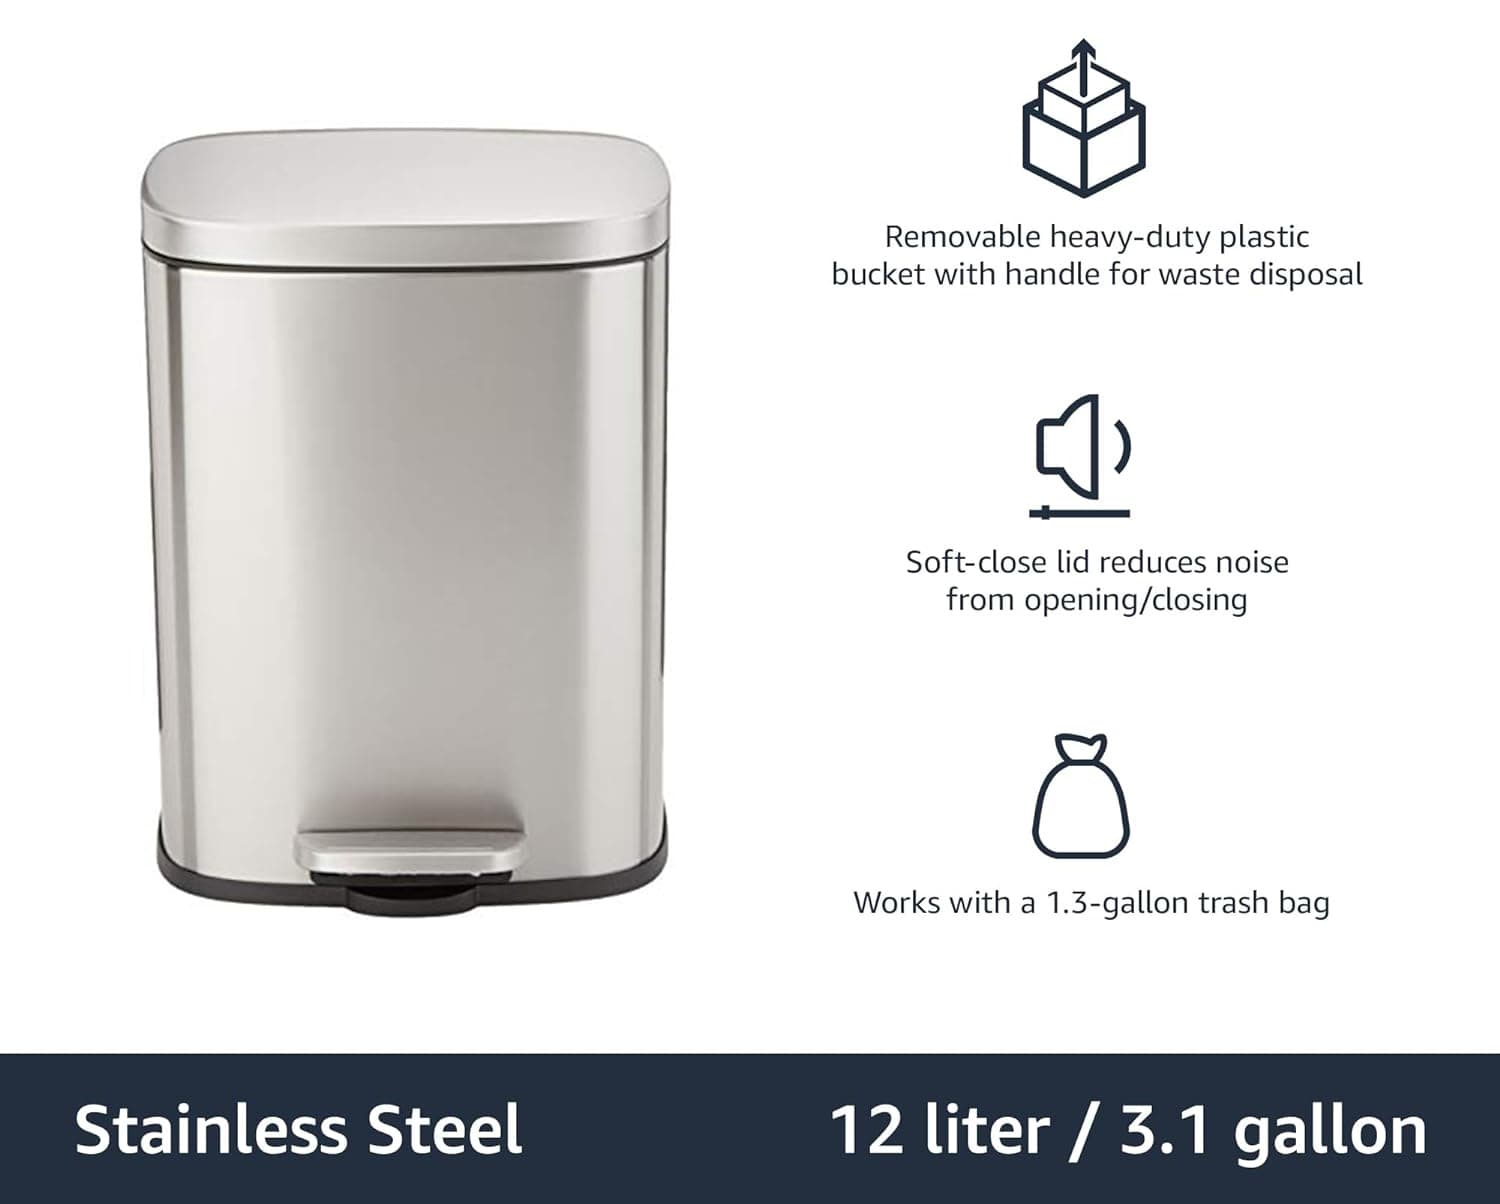 Removable heavy-duty plastic
bucket with handle for waste disposal
Soft-close lid reduces noise
from opening/closing
Works with a 1.3-gallon trash bag
Stainless Steel
12 liter / 3.1 gallon